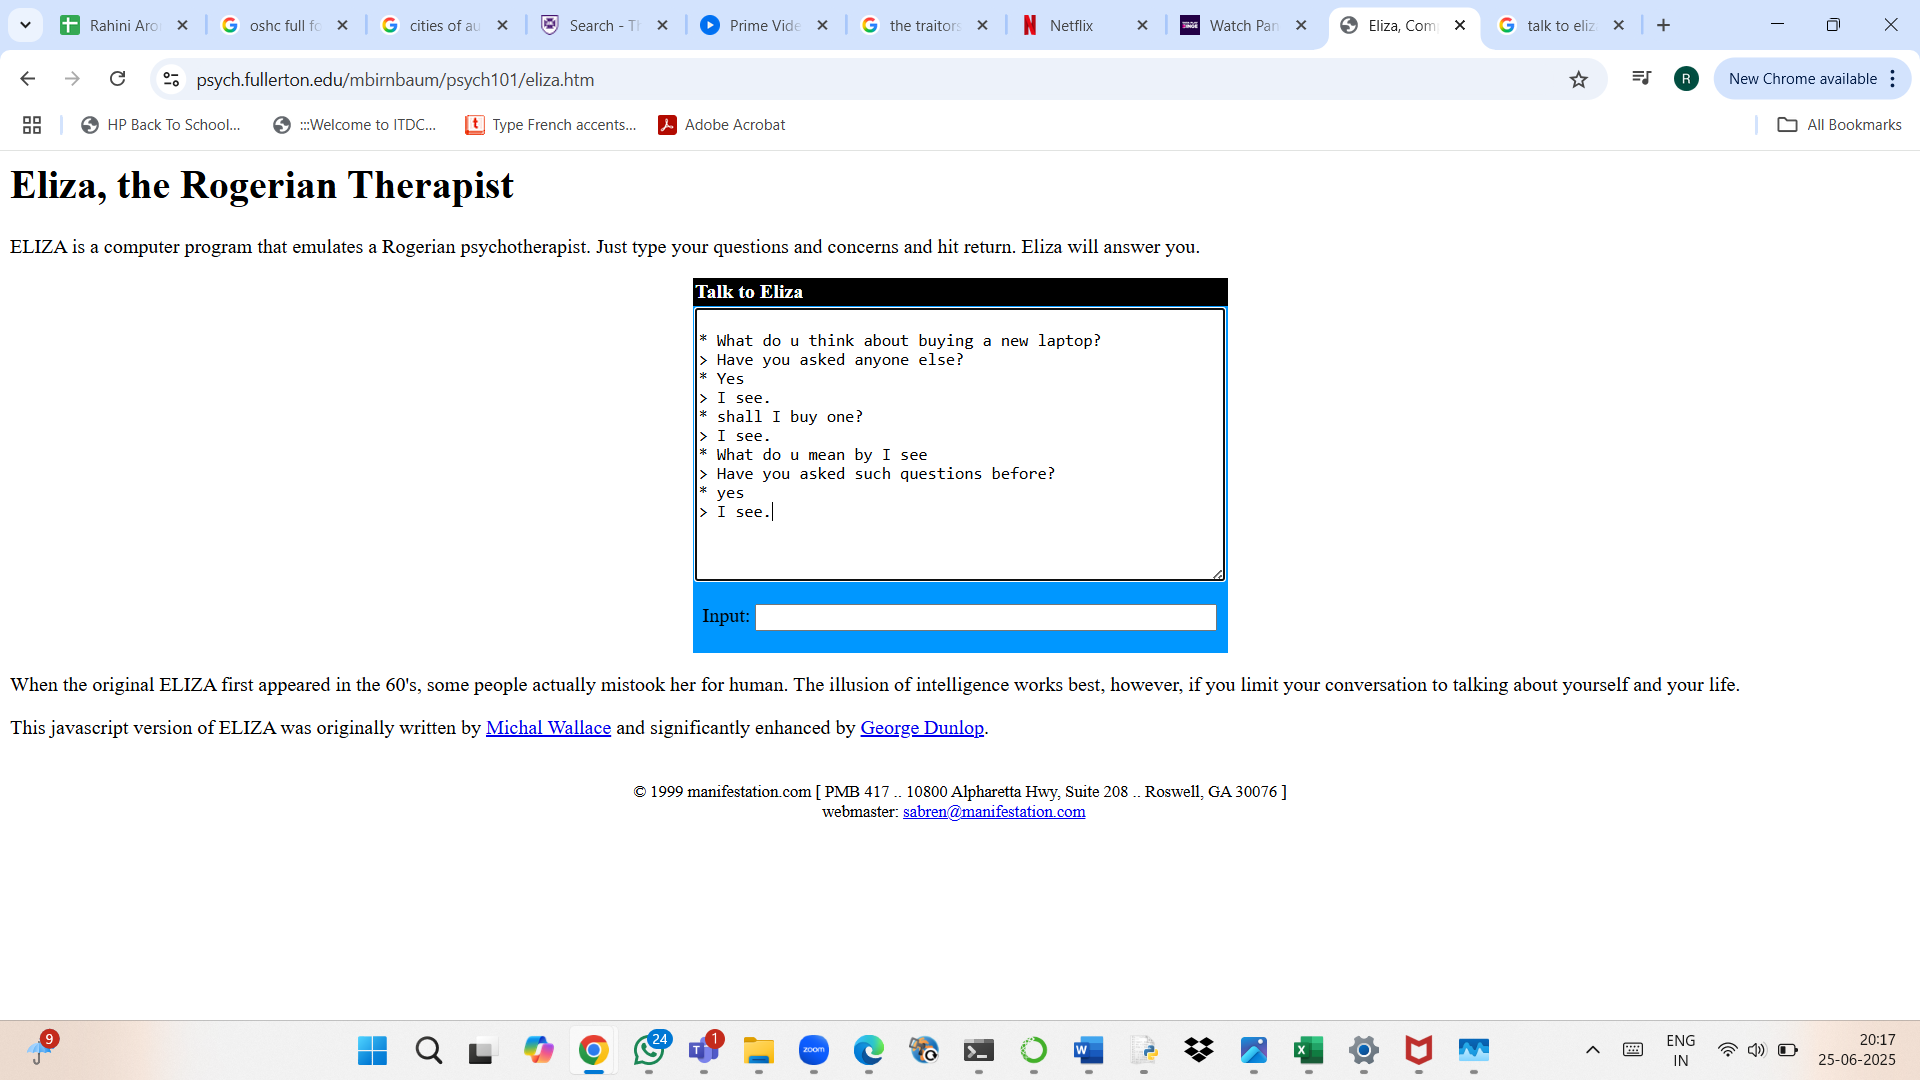 Rahini Aro
oshc full fo
cities of au
Search - Th
Prime Vide
the traitors
Netflix
Watch Pan
Eliza, Com
talk to eliz
psych.fullerton.edu/mbirnbaum/psych101/eliza.htm
R
New Chrome available
HP Back To School...
:::Welcome to ITDC...
t
Type French accents...
Adobe Acrobat
All Bookmarks
Eliza, the Rogerian Therapist
ELIZA is a computer program that emulates a Rogerian psychotherapist. Just type your questions and concerns and hit return. Eliza will answer you.
Talk to Eliza
* What do u think about buying a new laptop?
> Have you asked anyone else?
* Yes
> I see.
* shall I buy one?
> I see.
* What do u mean by I see
> Have you asked such questions before?
* yes
> I see.
Input:
When the original ELIZA first appeared in the 60's, some people actually mistook her for human. The illusion of intelligence works best, however, if you limit your conversation to talking about yourself and your life.
This javascript version of ELIZA was originally written by Michal Wallace and significantly enhanced by George Dunlop.
© 1999 manifestation.com [ PMB 417 .. 10800 Alpharetta Hwy, Suite 208 .. Roswell, GA 30076 ]
webmaster: sabren@manifestation.com
9
24
T
1
zoom
W
X
ENG
IN
20:17
25-06-2025